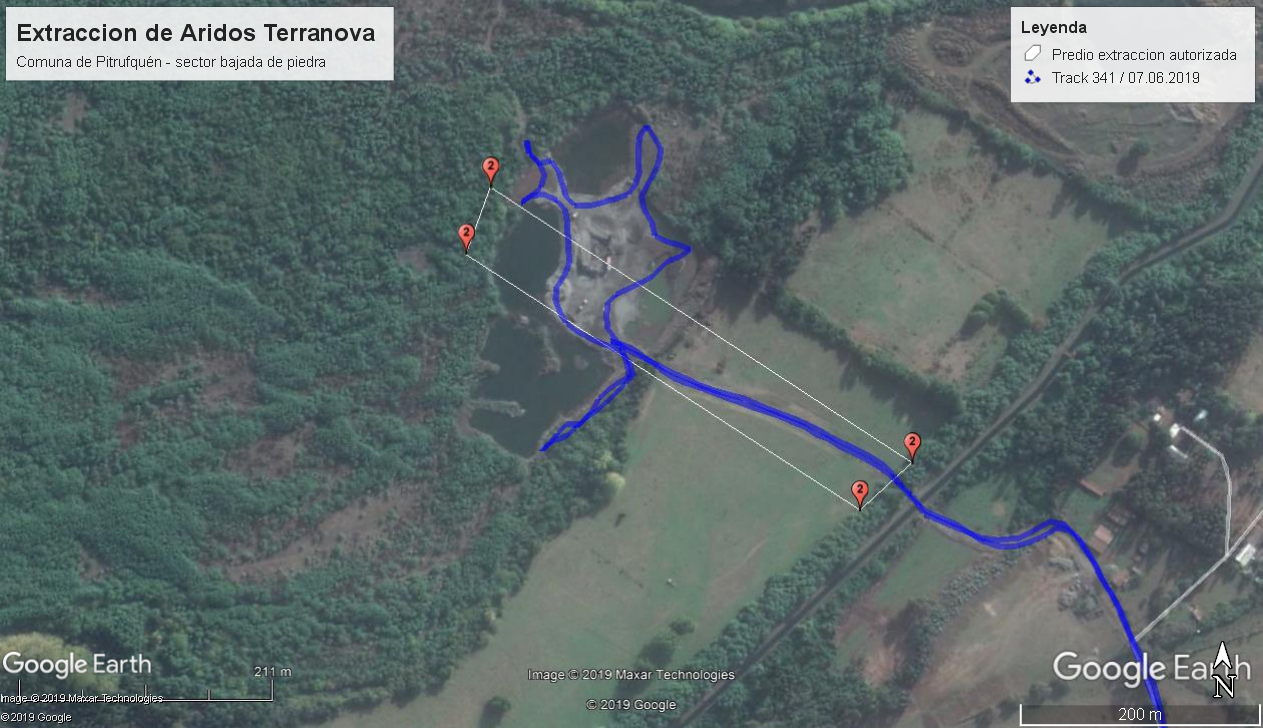 Extraccion de Aridos Terranova
Comuna de Pitrufquén - sector bajada de piedra
Leyenda
Predio extraccion autorizada
Track 341 / 07.06.2019
2
2
2
2
Google Earth
211 m
Image © 2019 Maxar Technologies
© 2019 Google
Image © 2019 Maxar Technologies
© 2019 Google
Google Earth
N
200 m